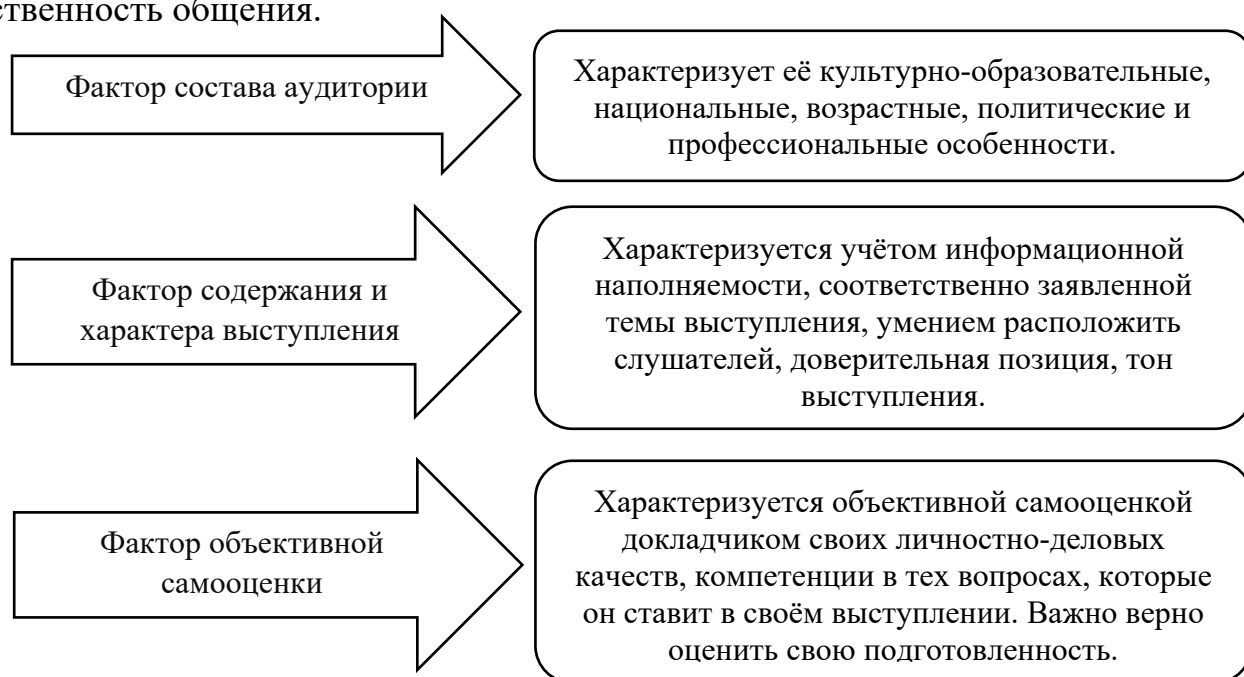 ственность общения.
Фактор состава аудитории
Характеризует её культурно-образовательные,
национальные, возрастные, политические и
профессиональные особенности.
Фактор содержания и
характера выступления
Характеризуется учётом информационной
наполняемости, соответственно заявленной
темы выступления, умением расположить
слушателей, доверительная позиция, тон
выступления.
Фактор объективной
самооценки
Характеризуется объективной самооценкой
докладчиком своих личностно-деловых
качеств, компетенции в тех вопросах, которые
он ставит в своём выступлении. Важно верно
оценить свою подготовленность.